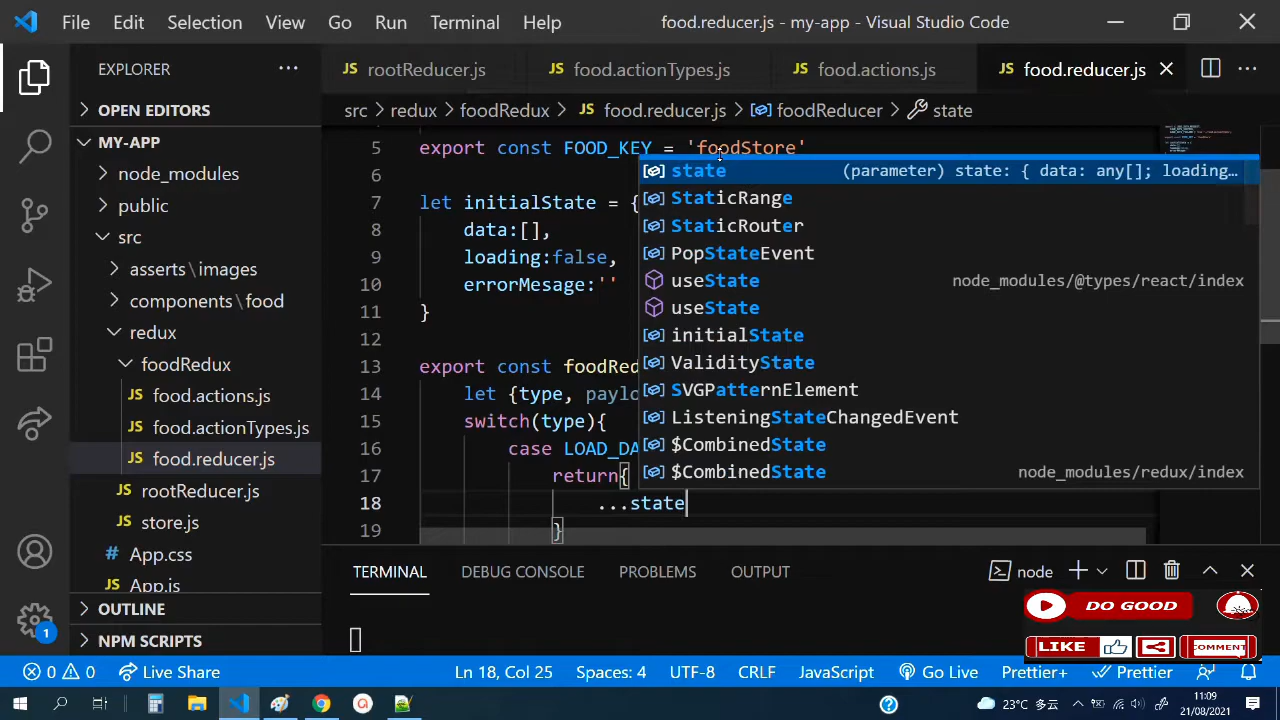 File Edit Selection View Go Run Terminal Help food.reducer.js - my-app - Visual Studio Code
EXPLORER
rootReducer.js food.actionTypes.js food.actions.js food.reducer.js
OPEN EDITORS
src > redux > foodRedux > food.reducer.js > foodReducer > state
MY-APP
node_modules
public
src
asserts\images
components\food
redux
foodRedux
food.actions.js
food.actionTypes.js
food.reducer.js
rootReducer.js
store.js
App.css
App.js
OUTLINE
NPM SCRIPTS
5 export const FOOD_KEY = 'foodStore'
6
7 let initialState = {
8 data:[],
9 loading:false,
10 errorMesage:''
11 }
12
13 export const foodRed
14 let {type, paylo
15 switch(type){
16 case LOAD_DA
17 return{
18 ...state
19 }
state (parameter) state: { data: any[]; loading…
StaticRange
StaticRouter
PopStateEvent
useState node_modules/@types/react/index
useState
initialState
ValidityState
SVGPatternElement
ListeningStateChangedEvent
$CombinedState
$CombinedState node_modules/redux/index
TERMINAL DEBUG CONSOLE PROBLEMS OUTPUT node
DO GOOD
LIKE COMMENT
1
0 0 Live Share Ln 18, Col 25 Spaces: 4 UTF-8 CRLF JavaScript Go Live Prettier+ Prettier
23°C 多云 11:09
21/08/2021